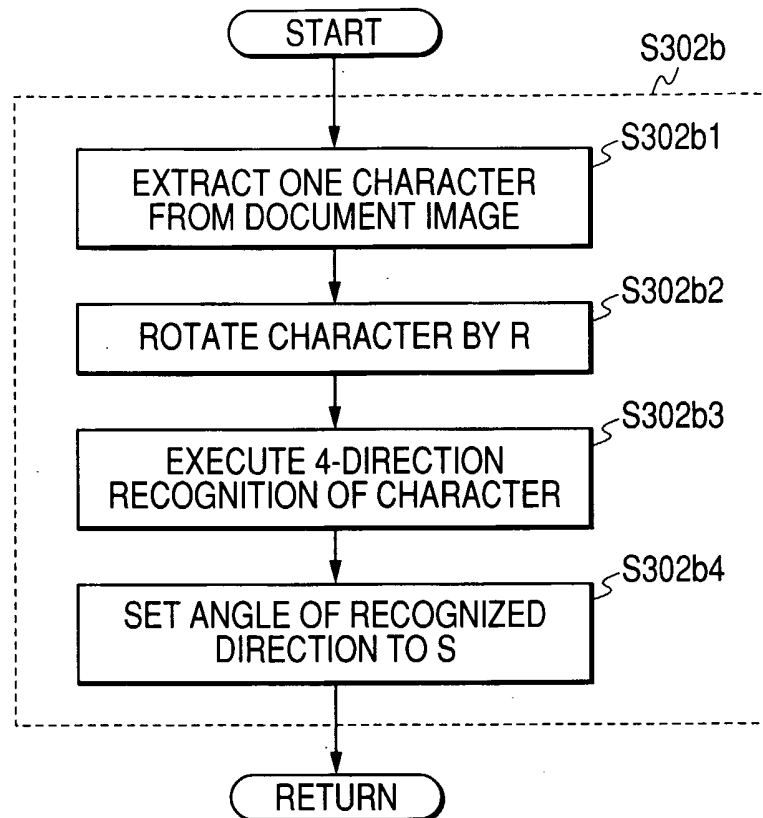 START
S302b
S302b1
EXTRACT ONE CHARACTER
FROM DOCUMENT IMAGE
S302b2
ROTATE CHARACTER BY R
S302b3
EXECUTE 4-DIRECTION
RECOGNITION OF CHARACTER
S302b4
SET ANGLE OF RECOGNIZED
DIRECTION TO S
RETURN